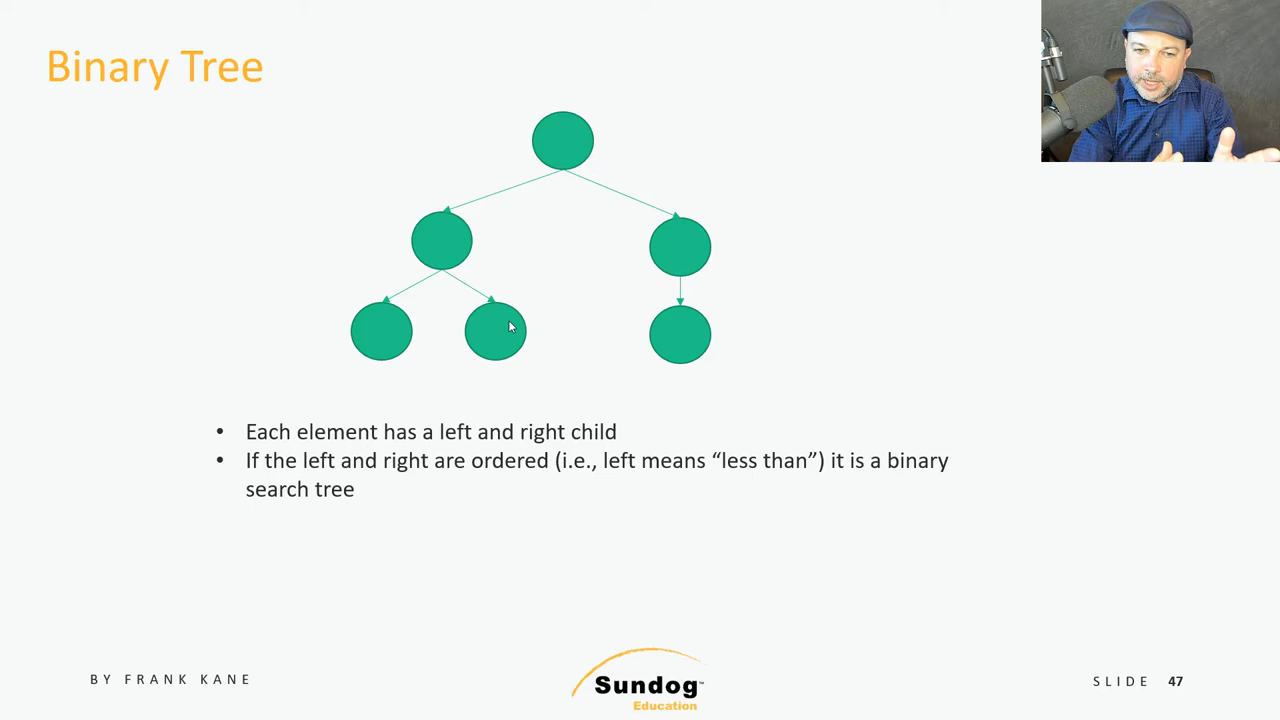 Binary Tree
• Each element has a left and right child
• If the left and right are ordered (i.e., left means “less than”) it is a binary
search tree
BY FRANK KANE
Sundog™
Education
SLIDE 47